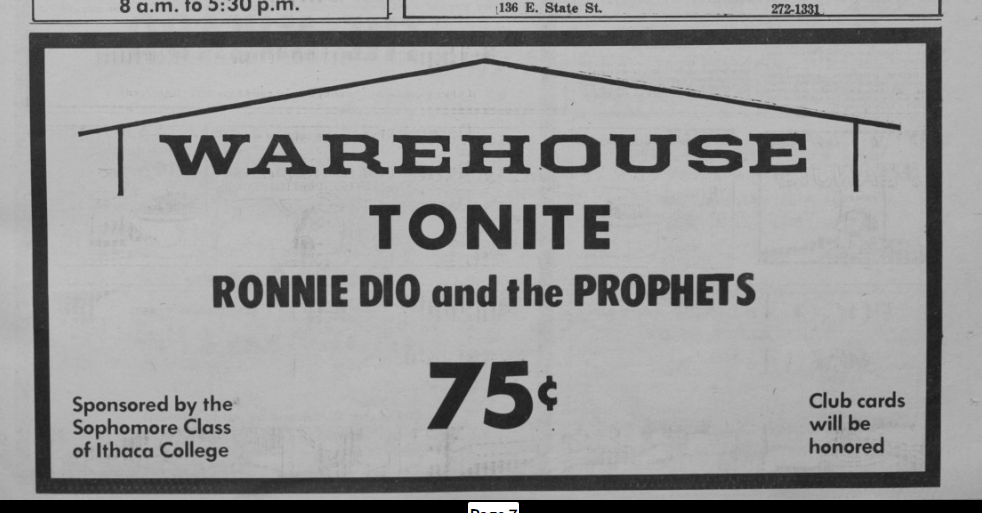 8 a.m. to 5:30 p.m.
136 E. State St. 272-1331
WAREHOUSE
TONITE
RONNIE DIO and the PROPHETS
75¢
Sponsored by the
Sophomore Class
of Ithaca College
Club cards
will be
honored
Page 7